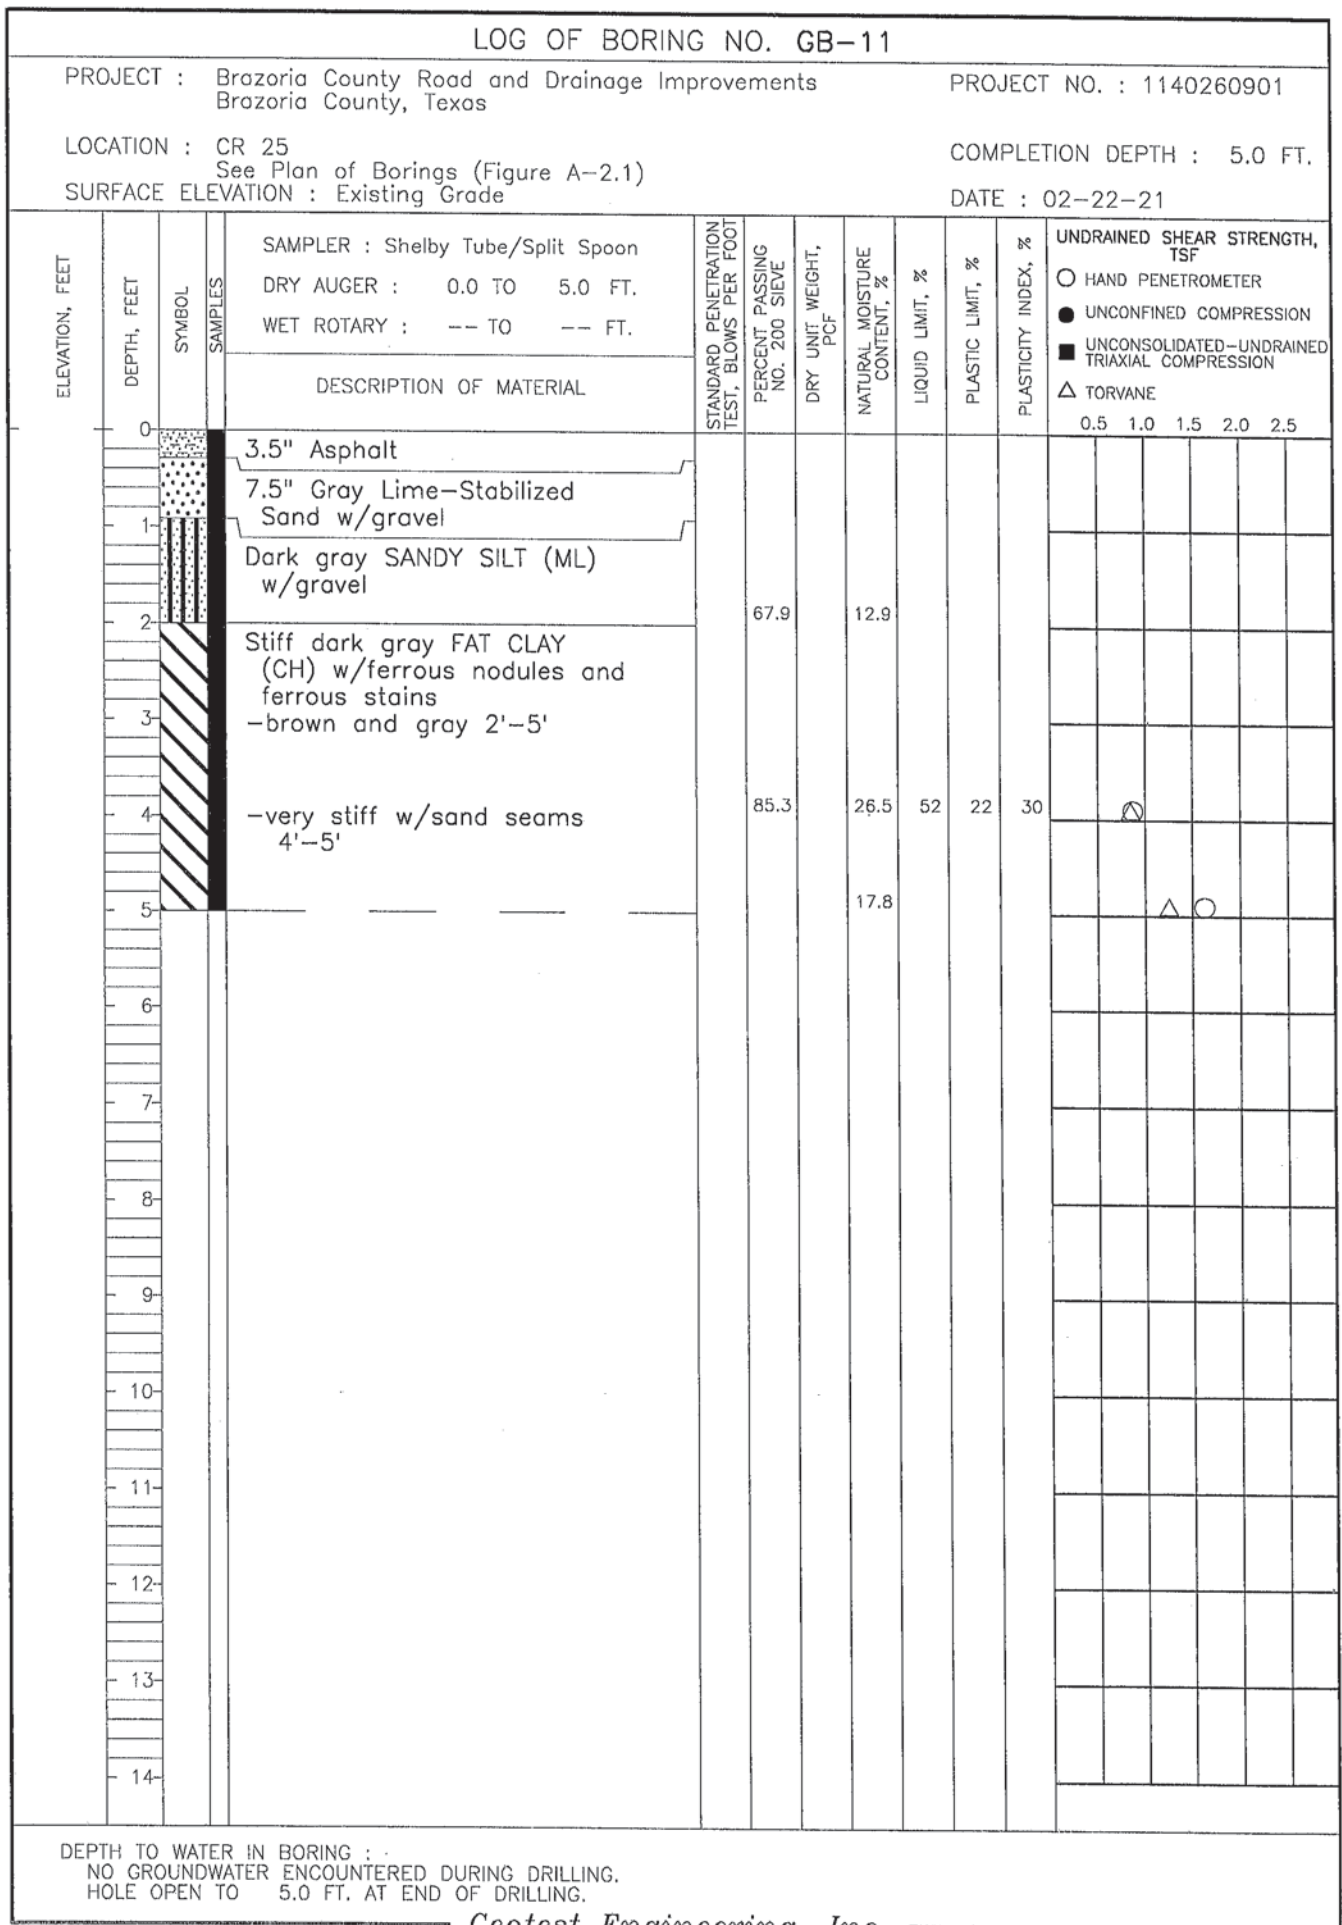 LOG OF BORING NO. GB-11
PROJECT : Brazoria County Road and Drainage Improvements
Brazoria County, Texas
PROJECT NO. : 1140260901
LOCATION : CR 25
See Plan of Borings (Figure A-2.1)
COMPLETION DEPTH : 5.0 FT.
SURFACE ELEVATION : Existing Grade
DATE : 02-22-21
ELEVATION, FEET
DEPTH, FEET
SYMBOL
SAMPLES
SAMPLER : Shelby Tube/Split Spoon
DRY AUGER : 0.0 TO 5.0 FT.
WET ROTARY : -- TO -- FT.
DESCRIPTION OF MATERIAL
STANDARD PENETRATION
TEST, BLOWS PER FOOT
PERCENT PASSING
NO. 200 SIEVE
DRY UNIT WEIGHT,
PCF
NATURAL MOISTURE
CONTENT, %
LIQUID LIMIT, %
PLASTIC LIMIT, %
PLASTICITY INDEX, %
UNDRAINED SHEAR STRENGTH,
TSF
HAND PENETROMETER
UNCONFINED COMPRESSION
UNCONSOLIDATED-UNDRAINED
TRIAXIAL COMPRESSION
TORVANE
0.5 1.0 1.5 2.0 2.5
0
3.5" Asphalt
7.5" Gray Lime-Stabilized
Sand w/gravel
1
Dark gray SANDY SILT (ML)
w/gravel
67.9 12.9
2
Stiff dark gray FAT CLAY
(CH) w/ferrous nodules and
ferrous stains
3
-brown and gray 2'-5'
85.3 26.5 52 22 30
4
-very stiff w/sand seams
4'-5'
17.8
5
6
7
8
9
10
11
12
13
14
DEPTH TO WATER IN BORING :
NO GROUNDWATER ENCOUNTERED DURING DRILLING.
HOLE OPEN TO 5.0 FT. AT END OF DRILLING.
Geotest Engineering, Inc.